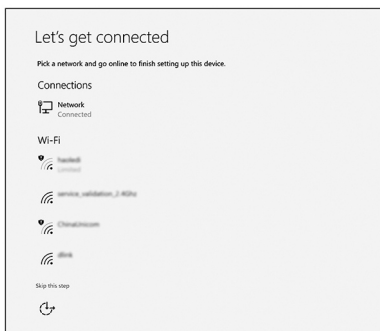 Let's get connected
Pick a network and go online to finish setting up this device.
Connections
Network
Connected
Wi-Fi
Limited
service_validation_2.4Ghz
ChinaUnicom
dlink
Skip this step